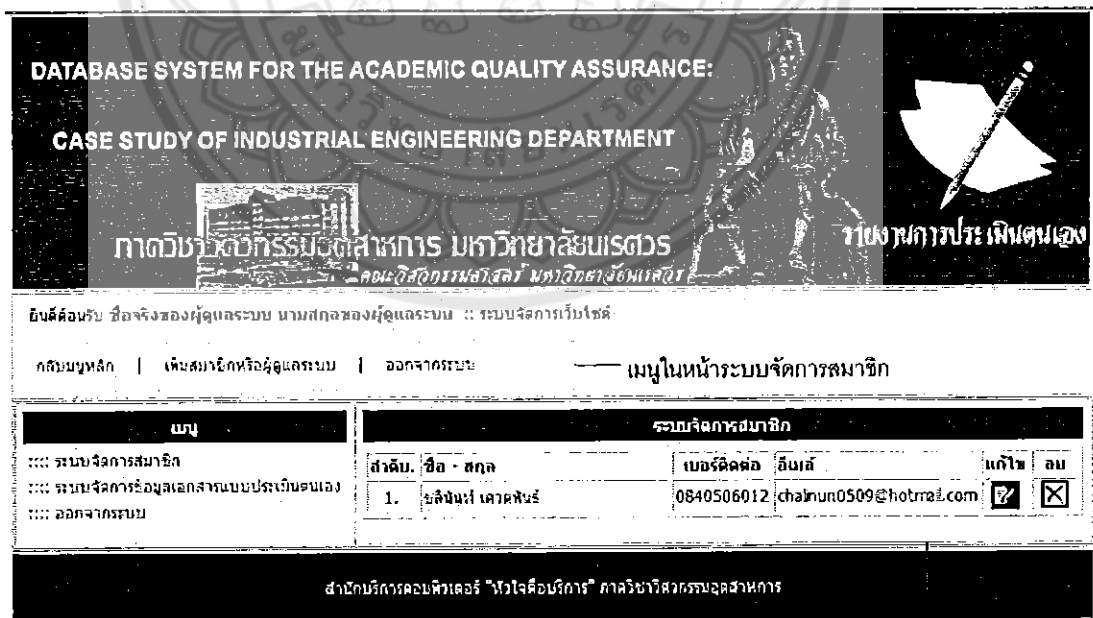 DATABASE SYSTEM FOR THE ACADEMIC QUALITY ASSURANCE:
CASE STUDY OF INDUSTRIAL ENGINEERING DEPARTMENT
ภาควิชาวิศวกรรมอุตสาหการ มหาวิทยาลัยนเรศวร
คณะวิศวกรรมศาสตร์ มหาวิทยาลัยนเรศวร
รายงานการประเมินตนเอง
ยินดีต้อนรับ ชื่อจริงของผู้ดูแลระบบ นามสกุลของผู้ดูแลระบบ :: ระบบจัดการเว็บไซต์
กลับเมนูหลัก | เพิ่มสมาชิกหรือผู้ดูแลระบบ | ออกจากระบบ
เมนูในหน้าระบบจัดการสมาชิก
เมนู
:::: ระบบจัดการสมาชิก
:::: ระบบจัดการข้อมูลเอกสารแบบประเมินตนเอง
:::: ออกจากระบบ
ระบบจัดการสมาชิก
ลำดับ. ชื่อ - สกุล เบอร์ติดต่อ อีเมล์ แก้ไข ลบ
1. 0840506012
สำนักบริการคอมพิวเตอร์ "หัวใจคือบริการ" ภาควิชาวิศวกรรมอุตสาหการ